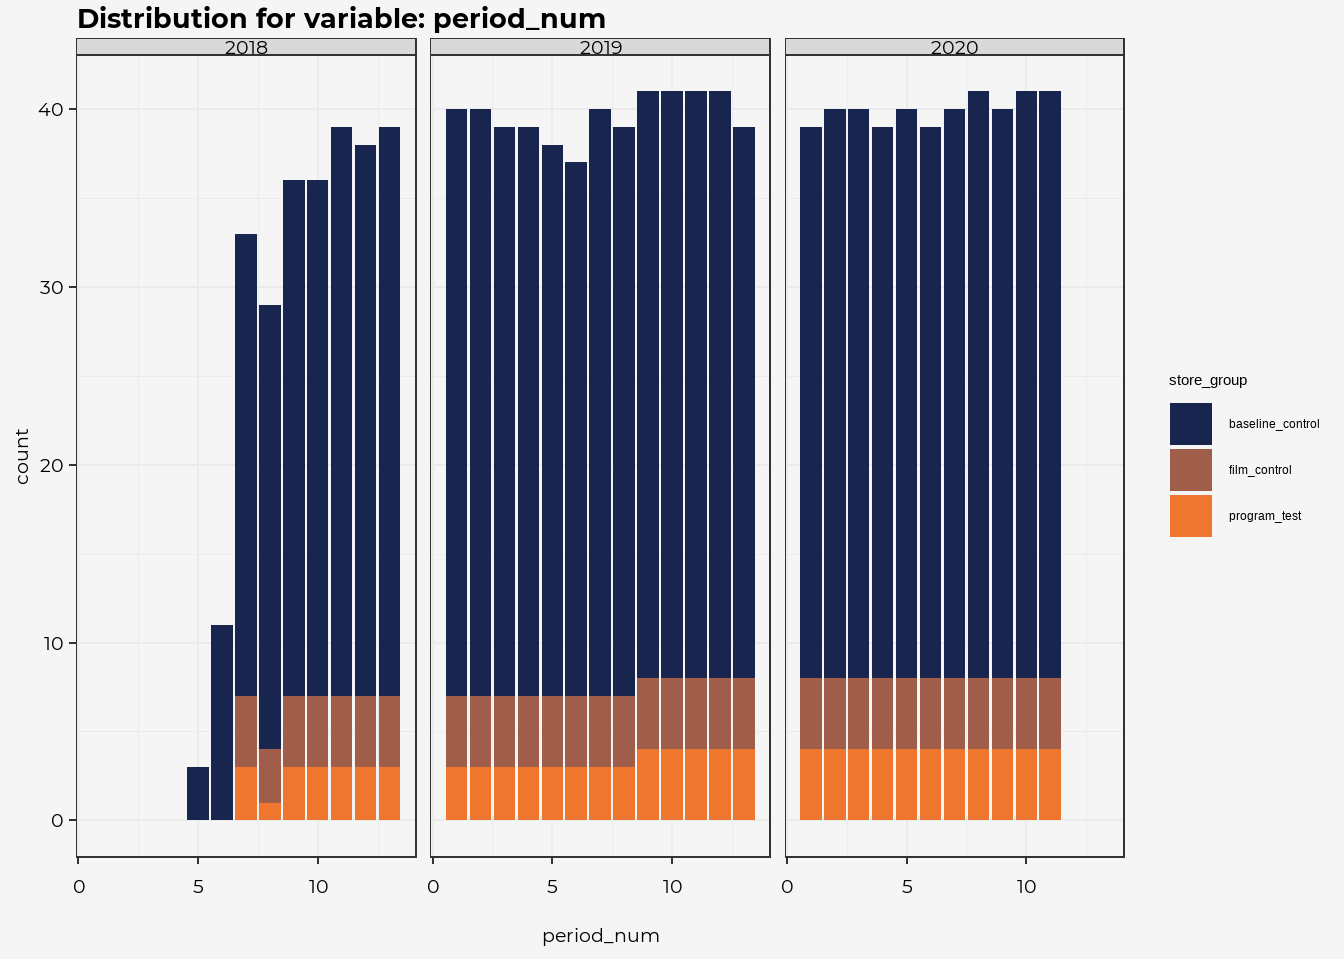 Distribution for variable: period_num
2018 2019 2020
40
30
20
10
0
count
0 5 10 0 5 10 0 5 10
period_num
store_group
baseline_control
film_control
program_test